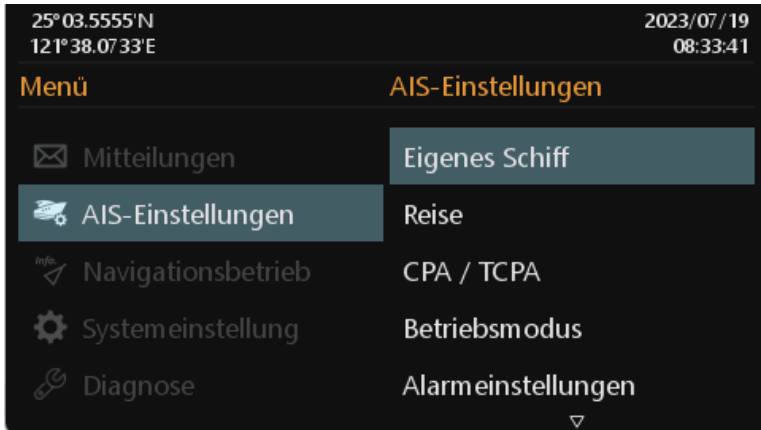 25°03.5555'N
121°38.0733'E
2023/07/19
08:33:41
Menü
Mitteilungen
AIS-Einstellungen
Info.
Navigationsbetrieb
Systemeinstellung
Diagnose
AIS-Einstellungen
Eigenes Schiff
Reise
CPA / TCPA
Betriebsmodus
Alarmeinstellungen